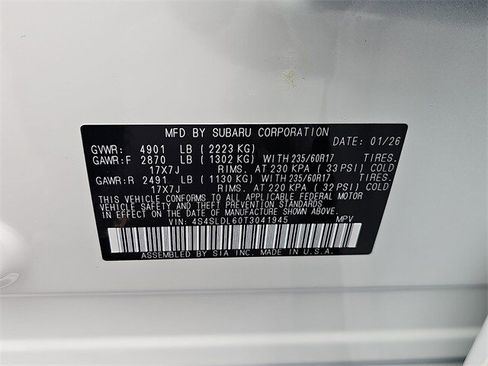 MFD BY SUBARU CORPORATION
DATE: 01/26
GVWR: 4901 LB (2223 KG)
GAWR:F 2870 LB (1302 KG) WITH 235/60R17 TIRES.
17X7J RIMS. AT 230 KPA (33 PSI) COLD
GAWR:R 2491 LB (1130 KG) WITH 235/60R17 TIRES.
17X7J RIMS. AT 220 KPA (32 PSI) COLD
THIS VEHICLE CONFORMS TO ALL APPLICABLE FEDERAL MOTOR
VEHICLE SAFETY STANDARDS IN EFFECT ON THE DATE OF
MANUFACTURE SHOWN ABOVE.
VIN: 4S4SLDL60T3041945 MPV
ASSEMBLED BY SIA INC. MADE IN U.S.A.